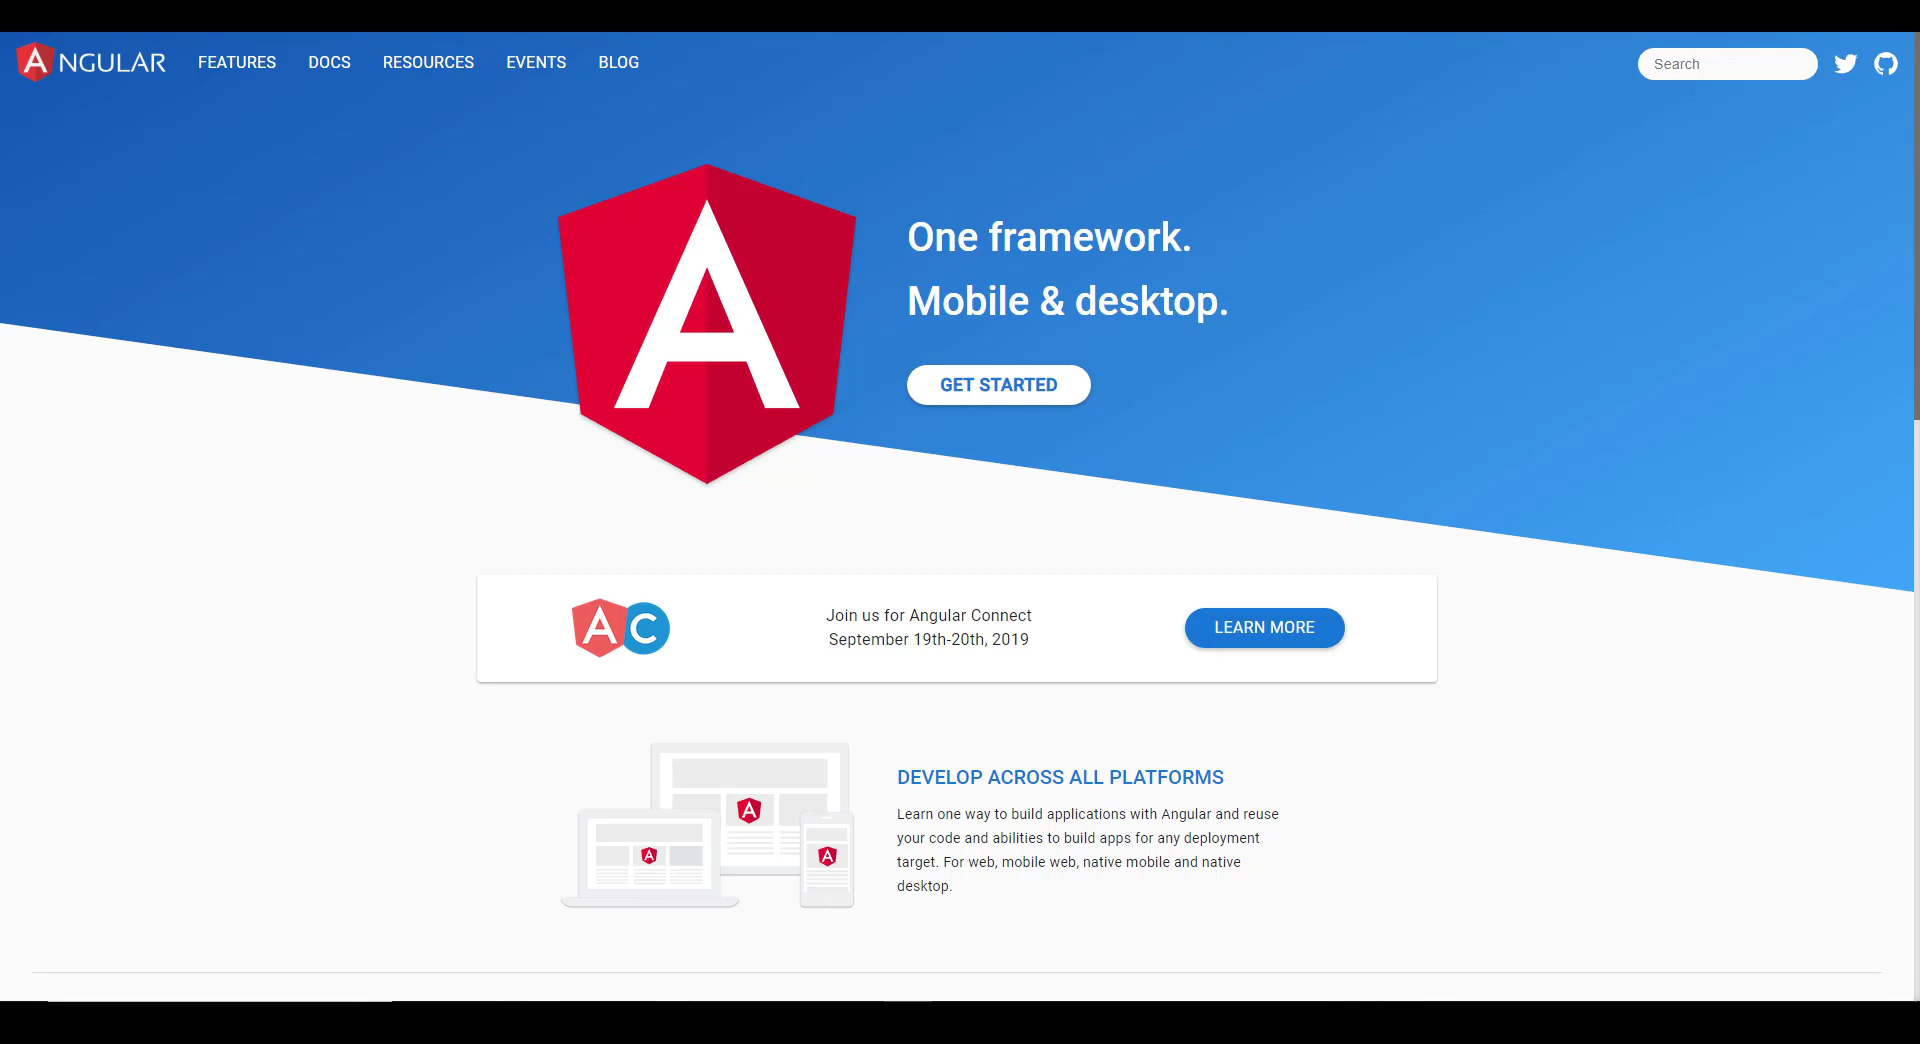 ANGULAR
FEATURES
DOCS
RESOURCES
EVENTS
BLOG
Search
A
One framework.
Mobile & desktop.
GET STARTED
AC
Join us for Angular Connect
September 19th-20th, 2019
LEARN MORE
A
A
A
DEVELOP ACROSS ALL PLATFORMS
Learn one way to build applications with Angular and reuse
your code and abilities to build apps for any deployment
target. For web, mobile web, native mobile and native
desktop.